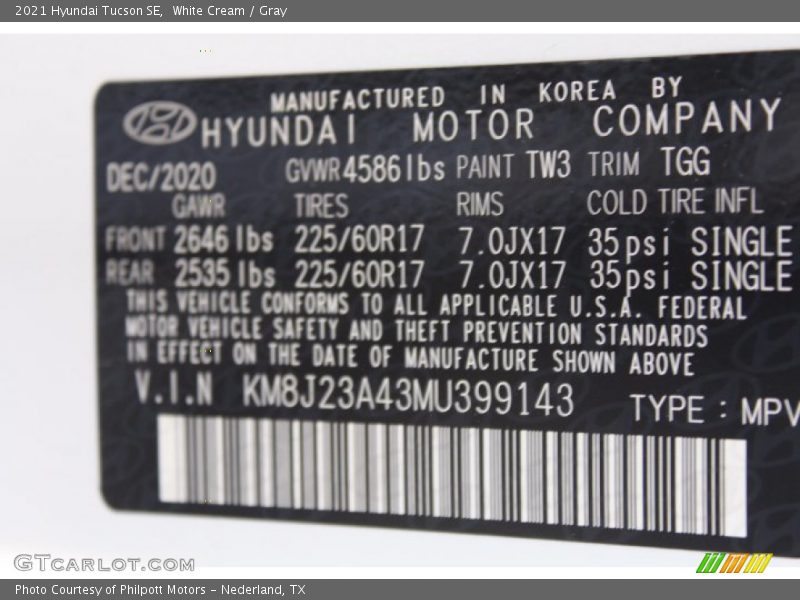 2021 Hyundai Tucson SE, White Cream / Gray
MANUFACTURED IN KOREA BY
HYUNDAI MOTOR COMPANY
DEC/2020 GVWR 4586 lbs PAINT TW3 TRIM TGG
GAWR TIRES RIMS COLD TIRE INFL
FRONT 2646 lbs 225/60R17 7.0JX17 35psi SINGLE
REAR 2535 lbs 225/60R17 7.0JX17 35psi SINGLE
THIS VEHICLE CONFORMS TO ALL APPLICABLE U.S.A. FEDERAL
MOTOR VEHICLE SAFETY AND THEFT PREVENTION STANDARDS
IN EFFECT ON THE DATE OF MANUFACTURE SHOWN ABOVE
V.I.N KM8J23A43MU399143 TYPE : MPV
GTCARLOT.COM
Photo Courtesy of Philpott Motors - Nederland, TX